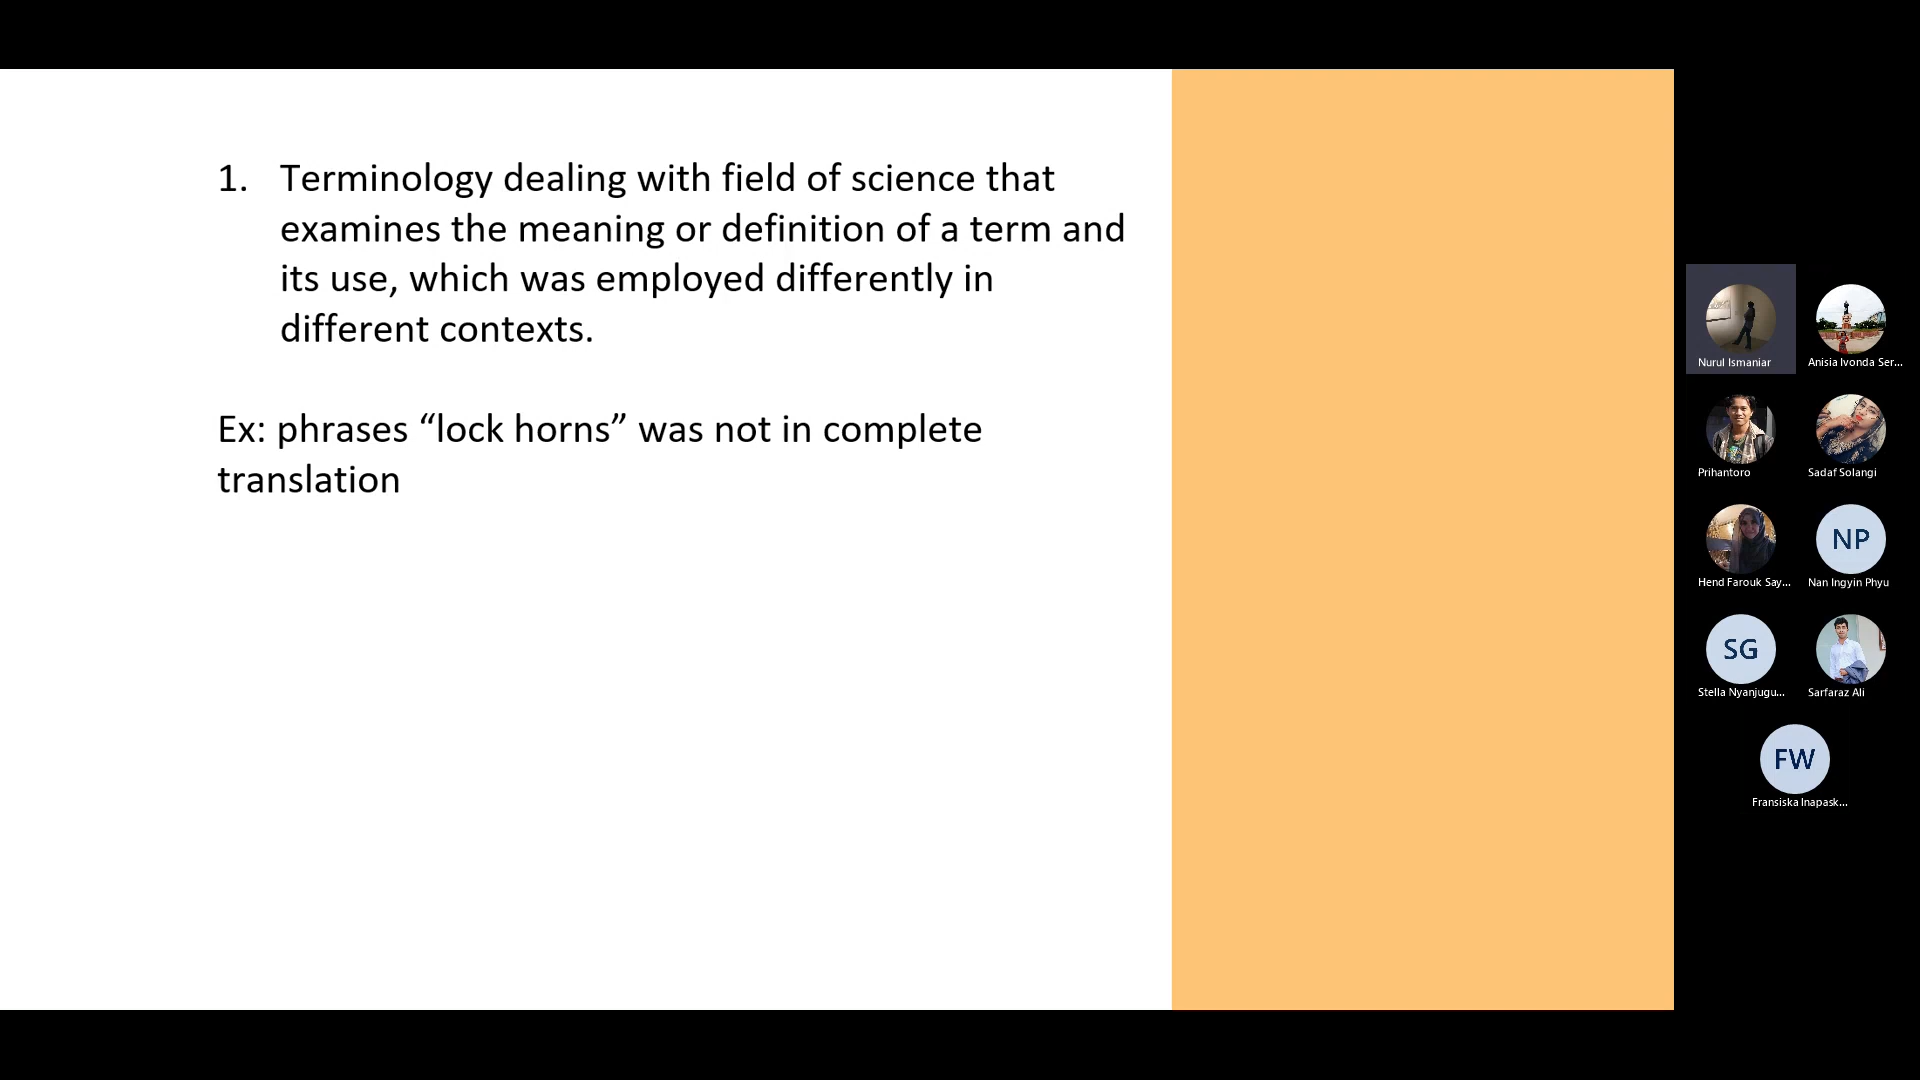 1. Terminology dealing with field of science that
examines the meaning or definition of a term and
its use, which was employed differently in
different contexts.
Ex: phrases “lock horns” was not in complete
translation
Nurul Ismaniar
Anisia Ivonda Ser...
Prihantoro
Sadaf Solangi
Hend Farouk Say...
NP
Nan Ingyin Phyu
SG
Stella Nyanjugu...
Sarfaraz Ali
FW
Fransiska Inapask...